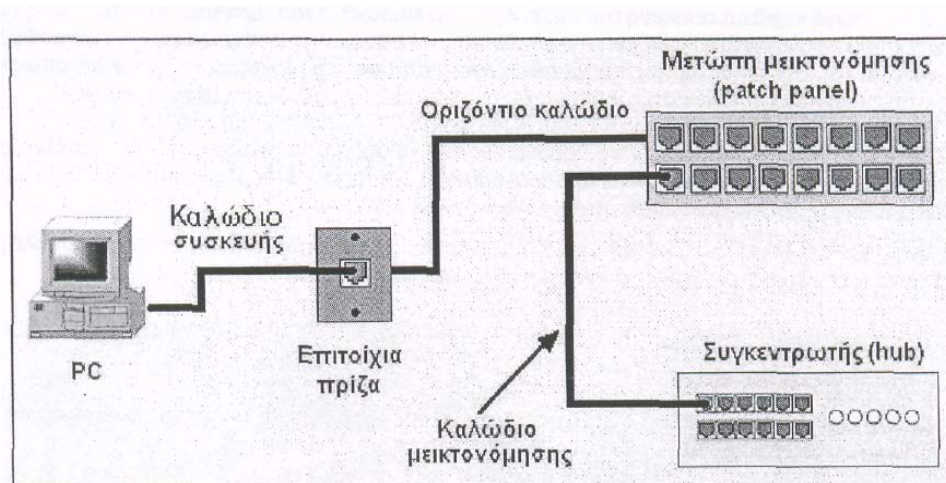 Μετώπη μεικτονόμησης
(patch panel)
Οριζόντιο καλώδιο
Καλώδιο
συσκευής
PC
Επιτοίχια
πρίζα
Συγκεντρωτής (hub)
Καλώδιο
μεικτονόμησης